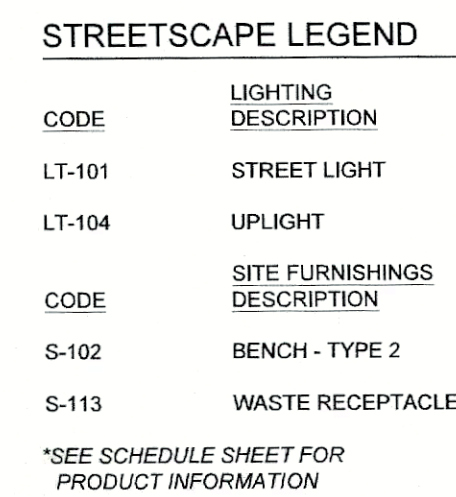 STREETSCAPE LEGEND
LIGHTING
CODE DESCRIPTION
LT-101 STREET LIGHT
LT-104 UPLIGHT
SITE FURNISHINGS
CODE DESCRIPTION
S-102 BENCH - TYPE 2
S-113 WASTE RECEPTACLE
*SEE SCHEDULE SHEET FOR
PRODUCT INFORMATION